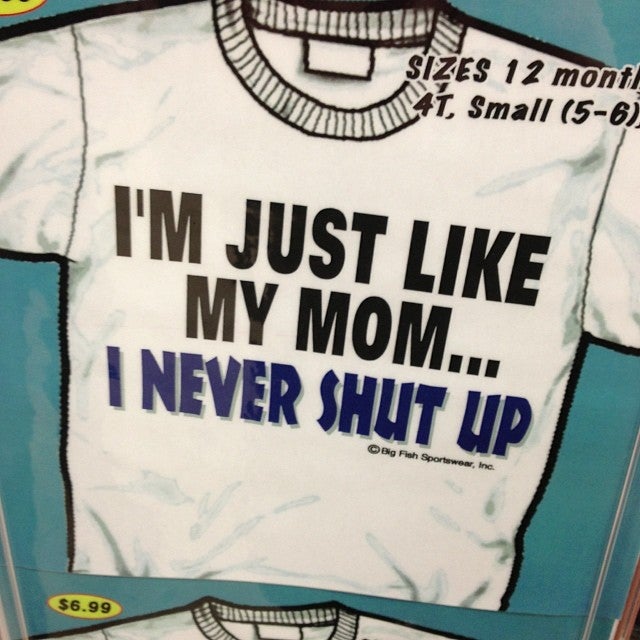 SIZES 12 month
4T, Small (5-6)
I'M JUST LIKE
MY MOM...
I NEVER SHUT UP
©Big Fish Sportswear, Inc.
$6.99